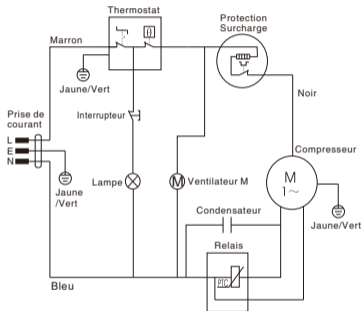 Thermostat
Protection
Surcharge
Marron
Jaune/Vert
Noir
Interrupteur
Prise de
courant
L
E
N
Compresseur
Jaune
/Vert
Lampe
M
Ventilateur M
M
1~
Condensateur
Jaune/Vert
Relais
Bleu
PTC